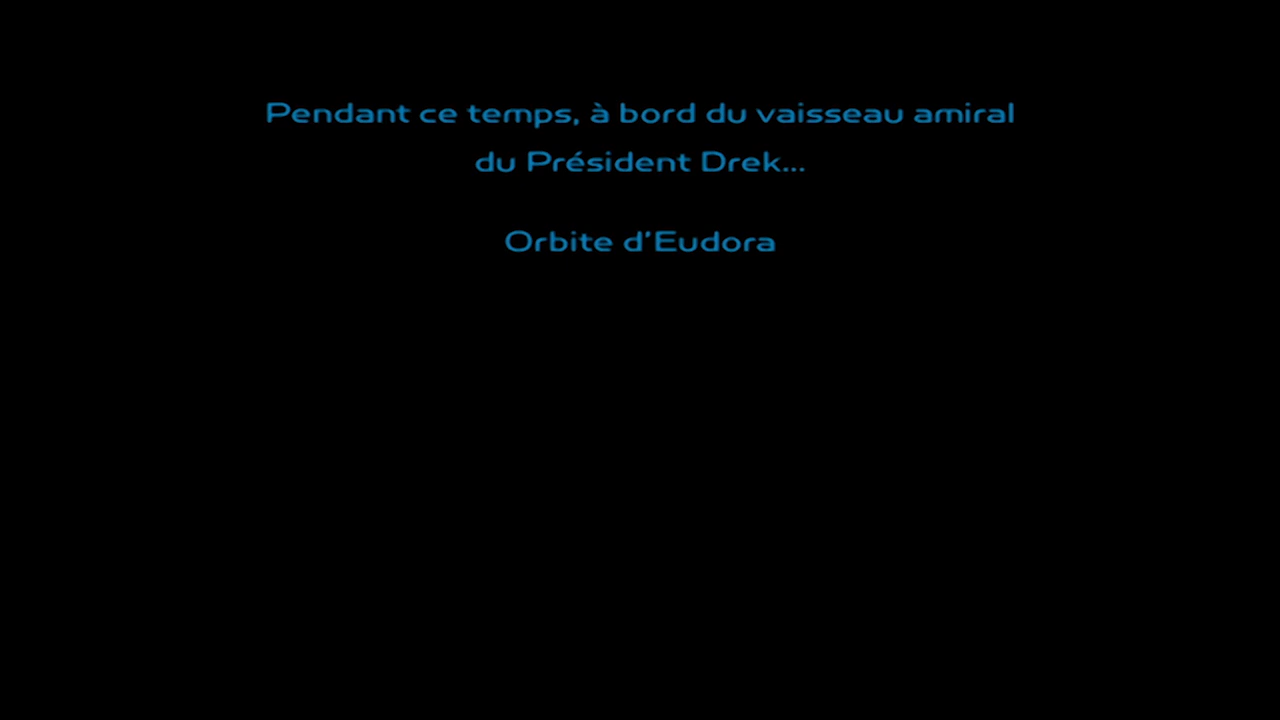 Pendant ce temps, à bord du vaisseau amiral
du Président Drek...
Orbite d'Eudora